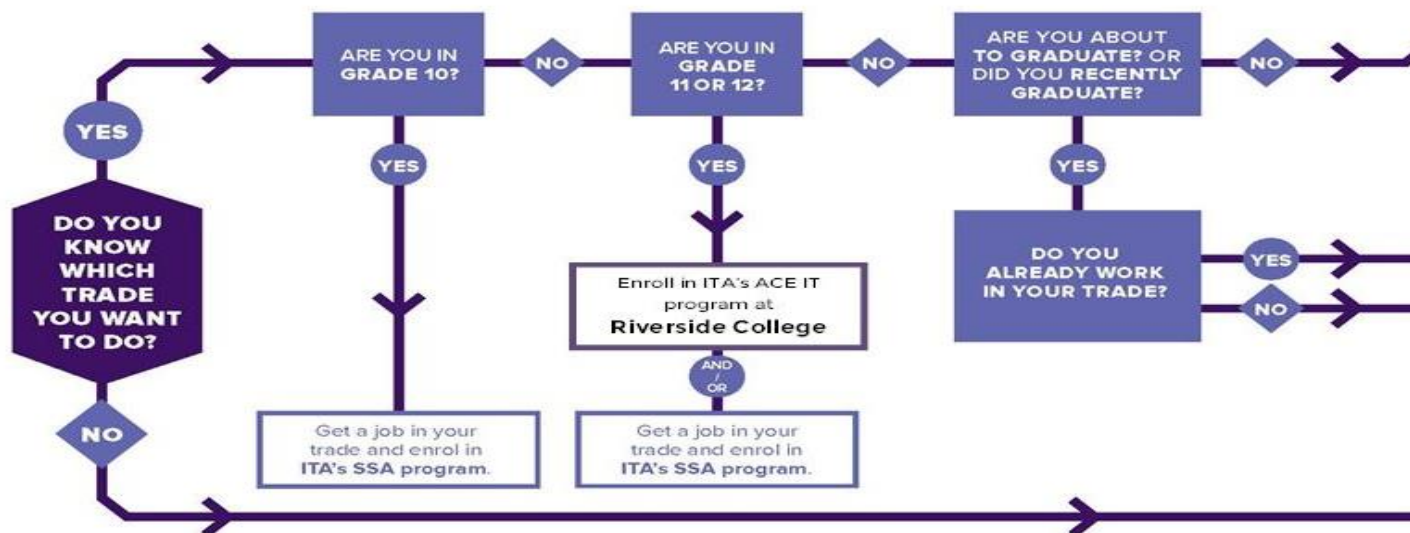 DO YOU
KNOW
WHICH
TRADE
YOU WANT
TO DO?
YES
ARE YOU IN
GRADE 10?
NO
ARE YOU IN
GRADE
11 OR 12?
NO
ARE YOU ABOUT
TO GRADUATE? OR
DID YOU RECENTLY
GRADUATE?
NO
YES
YES
YES
Enroll in ITA's ACE IT
program at
Riverside College
AND
/
OR
DO YOU
ALREADY WORK
IN YOUR TRADE?
YES
NO
Get a job in your
trade and enrol in
ITA's SSA program.
Get a job in your
trade and enrol in
ITA's SSA program.
NO